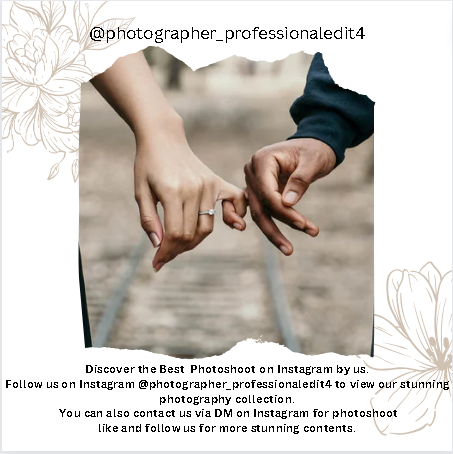 @photographer_professionaledit4
Discover the Best Photoshoot on Instagram by us.
Follow us on Instagram @photographer_professionaledit4 to view our stunning
photography collection.
You can also contact us via DM on Instagram for photoshoot
like and follow us for more stunning contents.